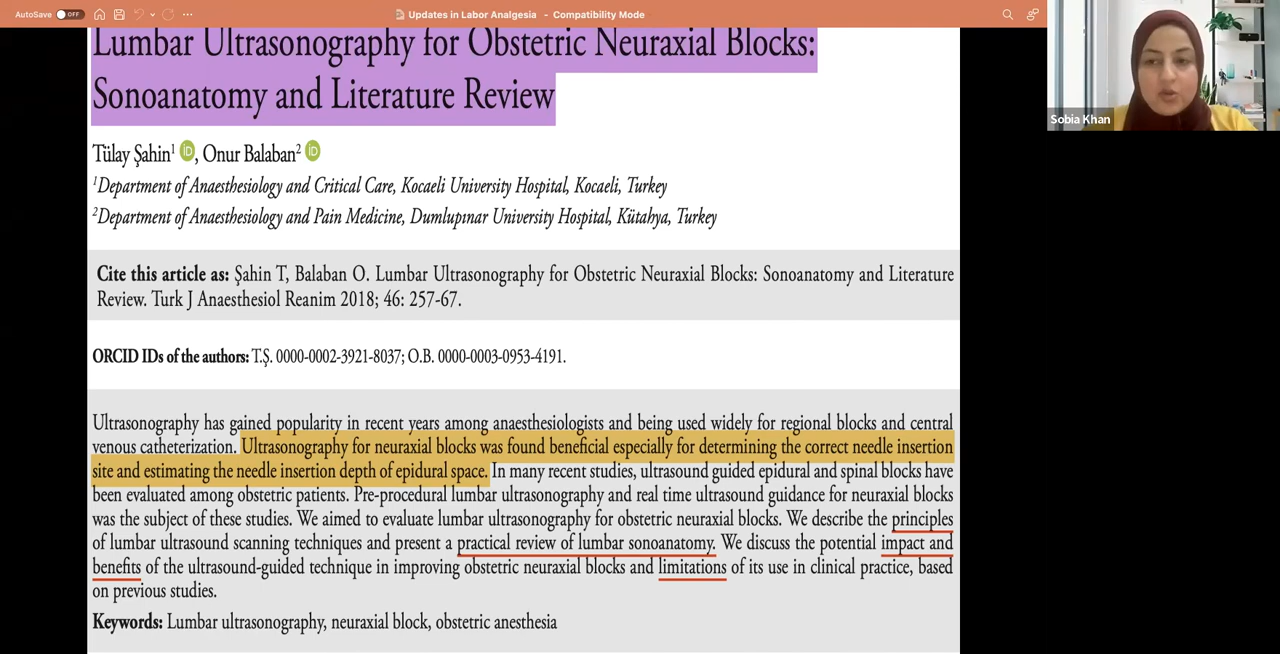 AutoSave OFF
Updates in Labor Analgesia - Compatibility Mode
Lumbar Ultrasonography for Obstetric Neuraxial Blocks:
Sonoanatomy and Literature Review
Sobia Khan
Tülay Şahin1 iD, Onur Balaban2 iD
1Department of Anaesthesiology and Critical Care, Kocaeli University Hospital, Kocaeli, Turkey
2Department of Anaesthesiology and Pain Medicine, Dumlupınar University Hospital, Kütahya, Turkey
Cite this article as: Şahin T, Balaban O. Lumbar Ultrasonography for Obstetric Neuraxial Blocks: Sonoanatomy and Literature
Review. Turk J Anaesthesiol Reanim 2018; 46: 257-67.
ORCID IDs of the authors: T.Ş. 0000-0002-3921-8037; O.B. 0000-0003-0953-4191.
Ultrasonography has gained popularity in recent years among anaesthesiologists and being used widely for regional blocks and central
venous catheterization. Ultrasonography for neuraxial blocks was found beneficial especially for determining the correct needle insertion
site and estimating the needle insertion depth of epidural space. In many recent studies, ultrasound guided epidural and spinal blocks have
been evaluated among obstetric patients. Pre-procedural lumbar ultrasonography and real time ultrasound guidance for neuraxial blocks
was the subject of these studies. We aimed to evaluate lumbar ultrasonography for obstetric neuraxial blocks. We describe the principles
of lumbar ultrasound scanning techniques and present a practical review of lumbar sonoanatomy. We discuss the potential impact and
benefits of the ultrasound-guided technique in improving obstetric neuraxial blocks and limitations of its use in clinical practice, based
on previous studies.
Keywords: Lumbar ultrasonography, neuraxial block, obstetric anesthesia